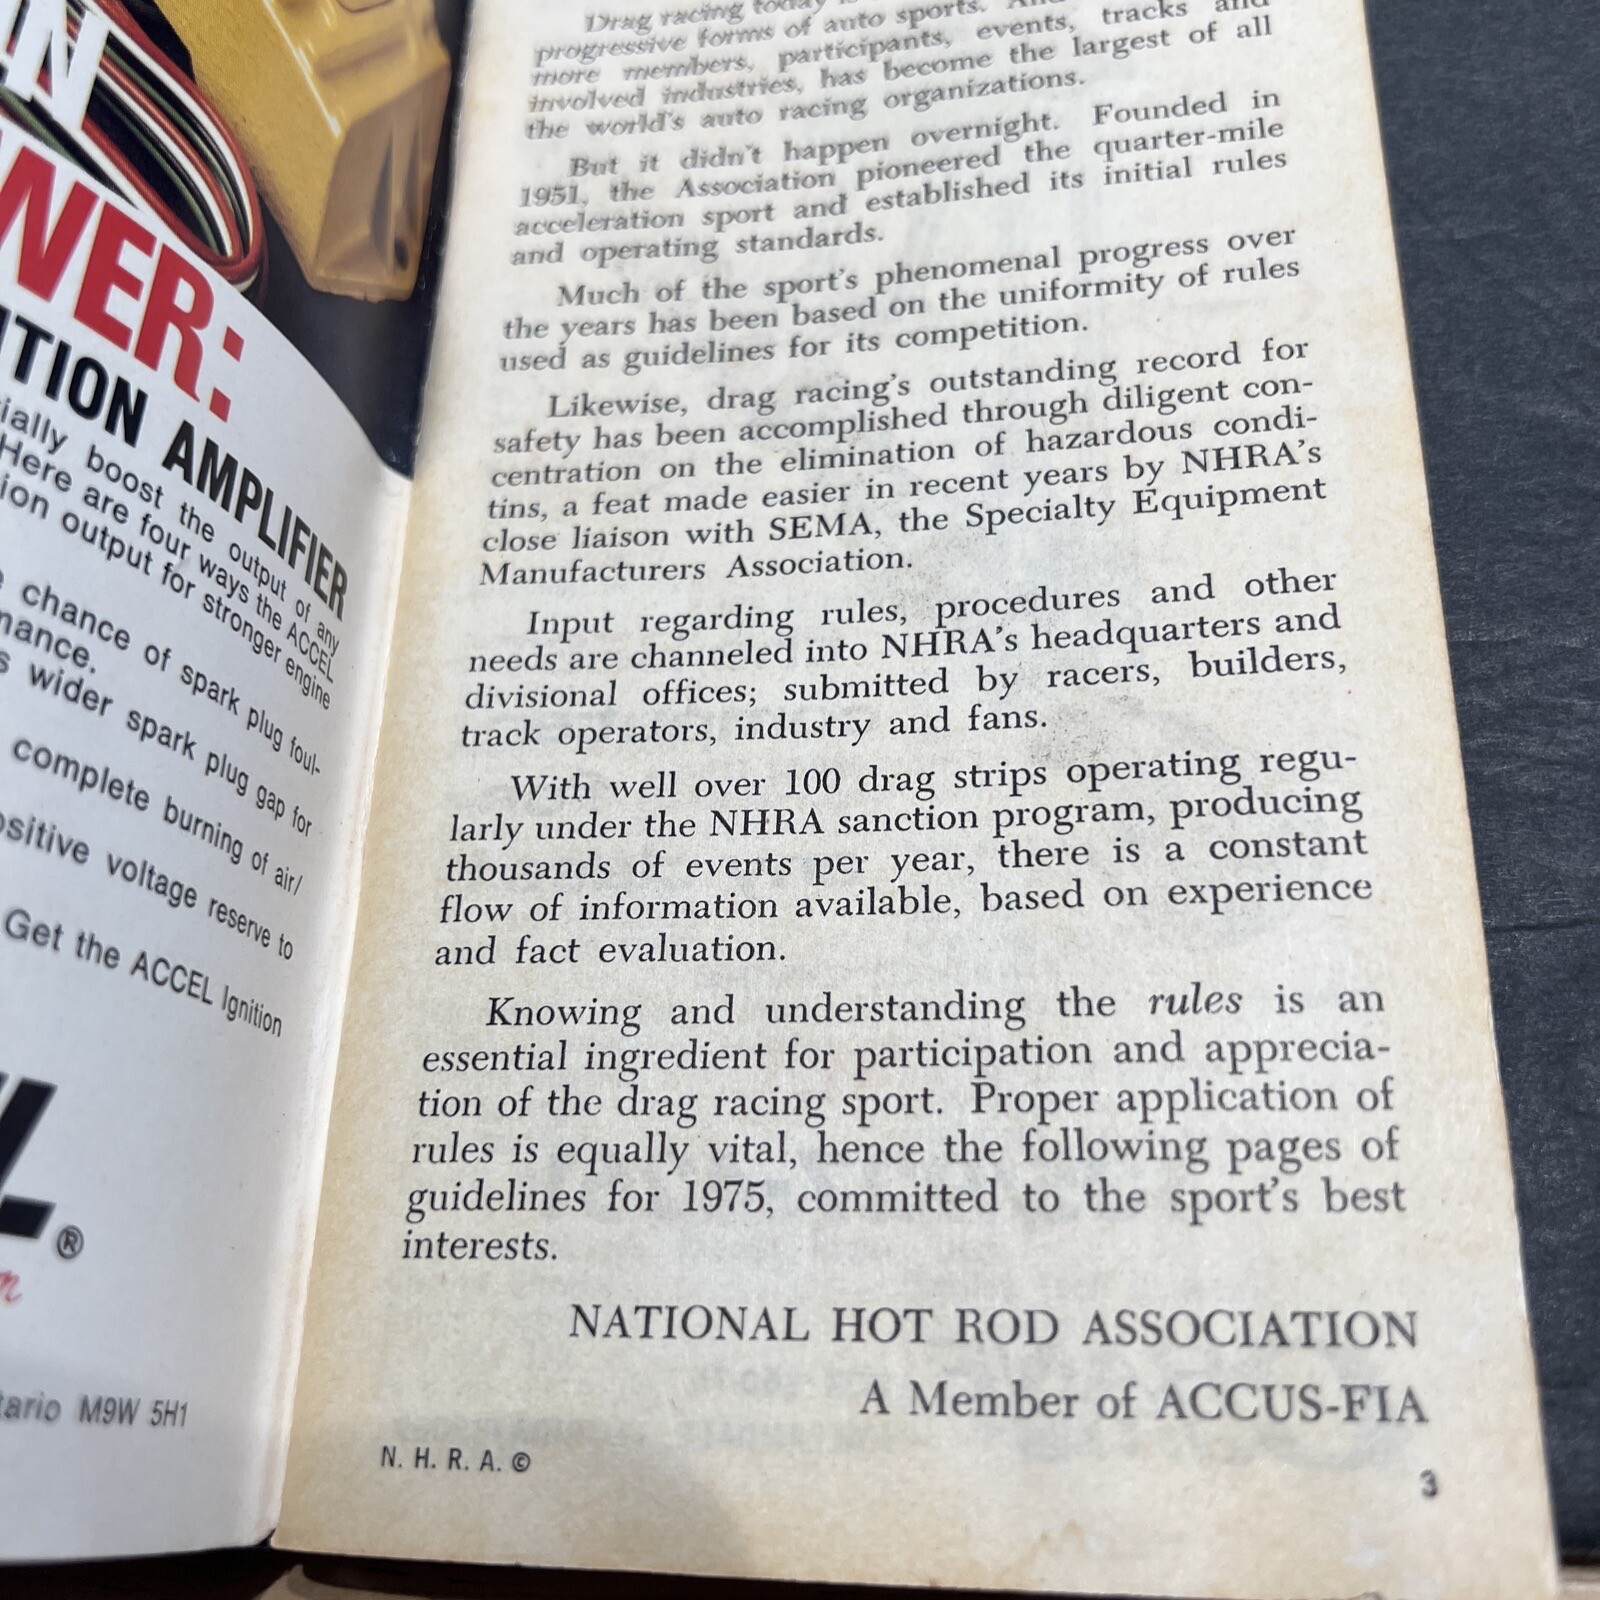 N
NER:
ITION AMPLIFIER
ially boost the output of any
Here are four ways the ACCEL
ion output for stronger engine
chance of spark plug foul-
mance.
s wider spark plug gap for
complete burning of air/
ositive voltage reserve to
Get the ACCEL Ignition
L®
tario M9W 5H1
Drag racing today
progressive forms of auto sports.
more members, participants, events, tracks and
involved industries, has become the largest of all
the world's auto racing organizations.
But it didn't happen overnight. Founded in
1951, the Association pioneered the quarter-mile
acceleration sport and established its initial rules
and operating standards.
Much of the sport's phenomenal progress over
the years has been based on the uniformity of rules
used as guidelines for its competition.
Likewise, drag racing's outstanding record for
safety has been accomplished through diligent con-
centration on the elimination of hazardous condi-
tins, a feat made easier in recent years by NHRA's
close liaison with SEMA, the Specialty Equipment
Manufacturers Association.
Input regarding rules, procedures and other
needs are channeled into NHRA's headquarters and
divisional offices; submitted by racers, builders,
track operators, industry and fans.
With well over 100 drag strips operating regu-
larly under the NHRA sanction program, producing
thousands of events per year, there is a constant
flow of information available, based on experience
and fact evaluation.
Knowing and understanding the rules is an
essential ingredient for participation and apprecia-
tion of the drag racing sport. Proper application of
rules is equally vital, hence the following pages of
guidelines for 1975, committed to the sport's best
interests.
NATIONAL HOT ROD ASSOCIATION
A Member of ACCUS-FIA
N. H. R. A. ©
3